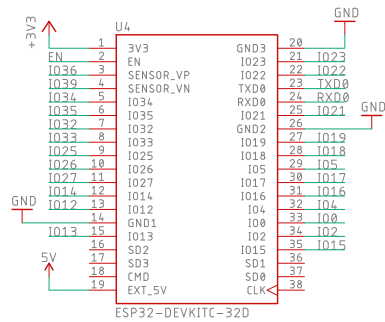 U4
+3V3
GND
1 3V3 GND3 20
EN 2 EN IO23 21 IO23
IO36 3 SENSOR_VP IO22 22 IO22
IO39 4 SENSOR_VN TXD0 23 TXD0
IO34 5 IO34 RXD0 24 RXD0
IO35 6 IO35 IO21 25 IO21
IO32 7 IO32 GND2 26 GND
IO33 8 IO33 IO19 27 IO19
IO25 9 IO25 IO18 28 IO18
IO26 10 IO26 IO5 29 IO5
IO27 11 IO27 IO17 30 IO17
IO14 12 IO14 IO16 31 IO16
IO12 13 IO12 IO4 32 IO4
GND 14 GND1 IO0 33 IO0
IO13 15 IO13 IO2 34 IO2
16 SD2 IO15 35 IO15
17 SD3 SD1 36
18 CMD SD0 37
5V 19 EXT_5V CLK 38
ESP32-DEVKITC-32D